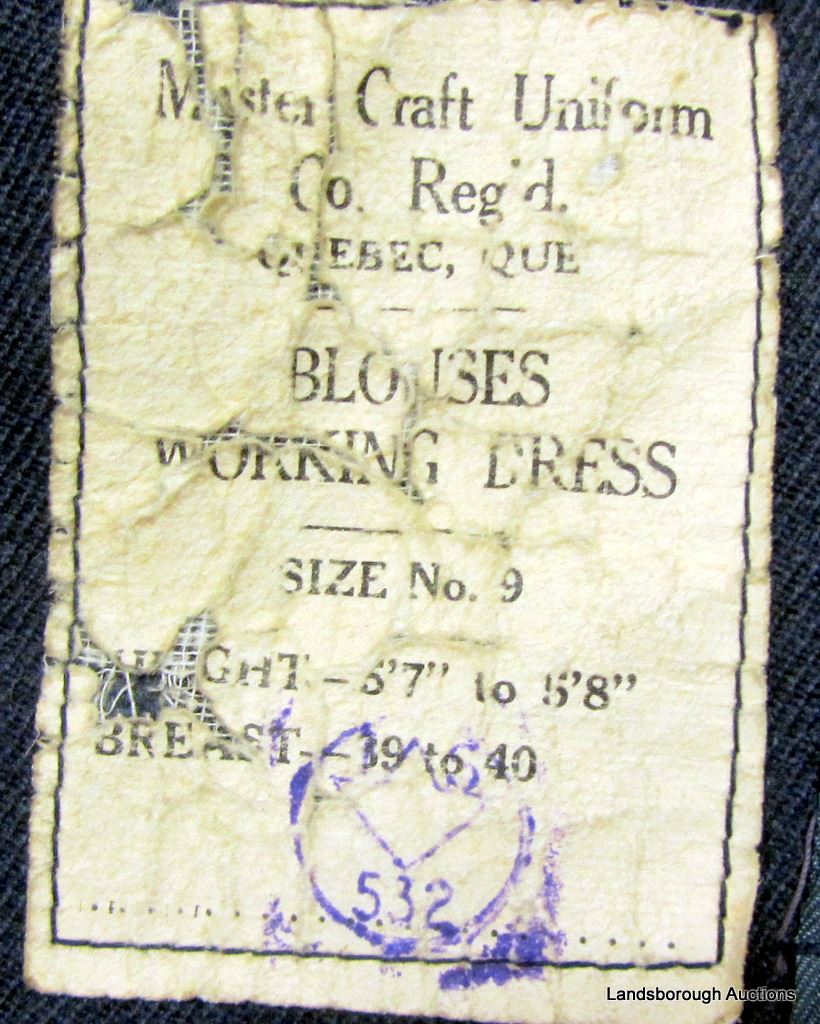 Master Craft Uniform
Co. Reg'd.
QUEBEC, QUE
BLOUSES
WORKING DRESS
SIZE No. 9
HEIGHT.—5'7" to 5'8"
BREAST.—39 to 40
532
Landsborough Auctions